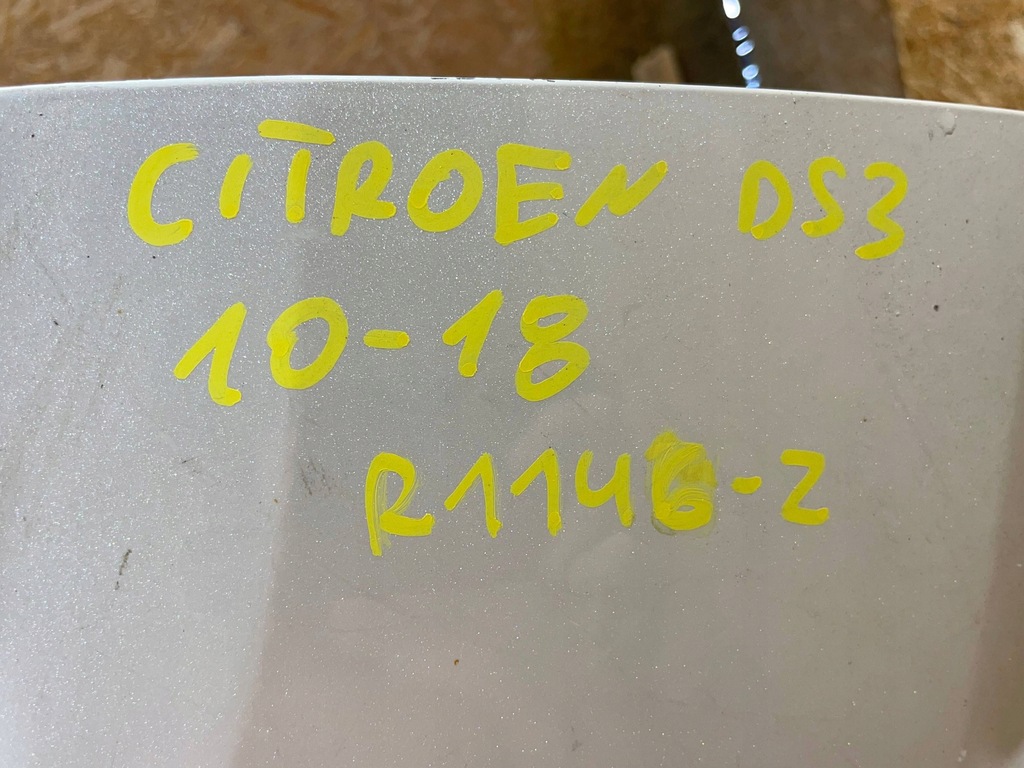 CITROEN DS3
10-18
R1146-2